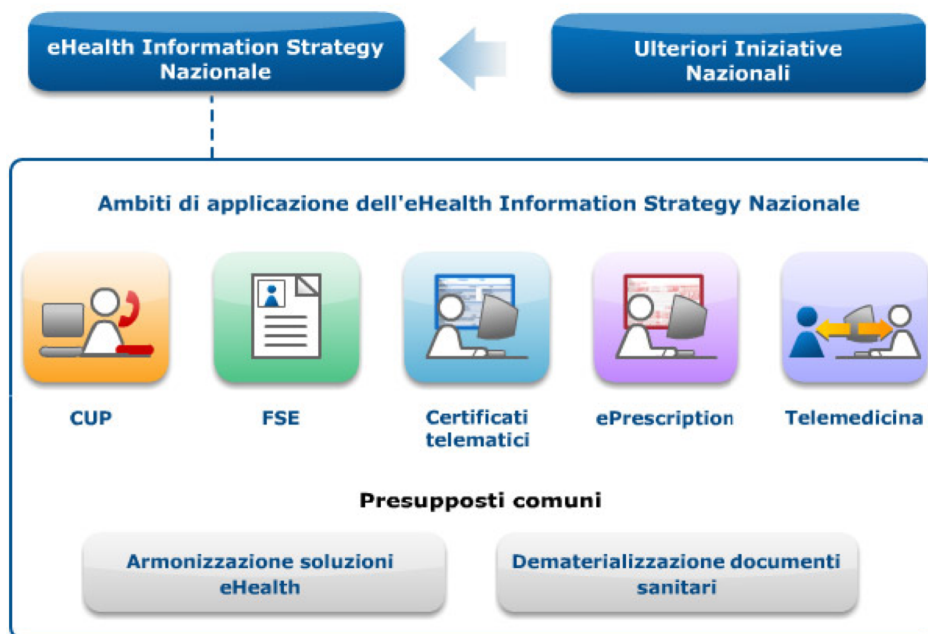 eHealth Information Strategy
Nazionale
Ulteriori Iniziative
Nazionali
Ambiti di applicazione dell'eHealth Information Strategy Nazionale
CUP
FSE
Certificati
telematici
ePrescription
Telemedicina
Presupposti comuni
Armonizzazione soluzioni
eHealth
Dematerializzazione documenti
sanitari